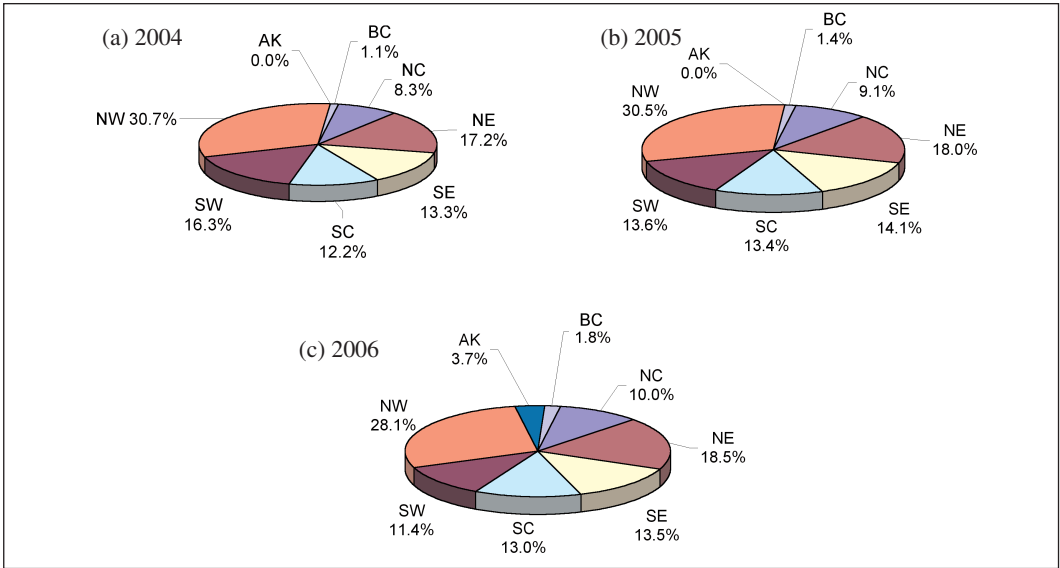 (a) 2004
AK
0.0%
BC
1.1%
NC
8.3%
NE
17.2%
SE
13.3%
SC
12.2%
SW
16.3%
NW 30.7%
(b) 2005
AK
0.0%
BC
1.4%
NC
9.1%
NE
18.0%
SE
14.1%
SC
13.4%
SW
13.6%
NW
30.5%
(c) 2006
AK
3.7%
BC
1.8%
NC
10.0%
NE
18.5%
SE
13.5%
SC
13.0%
SW
11.4%
NW
28.1%